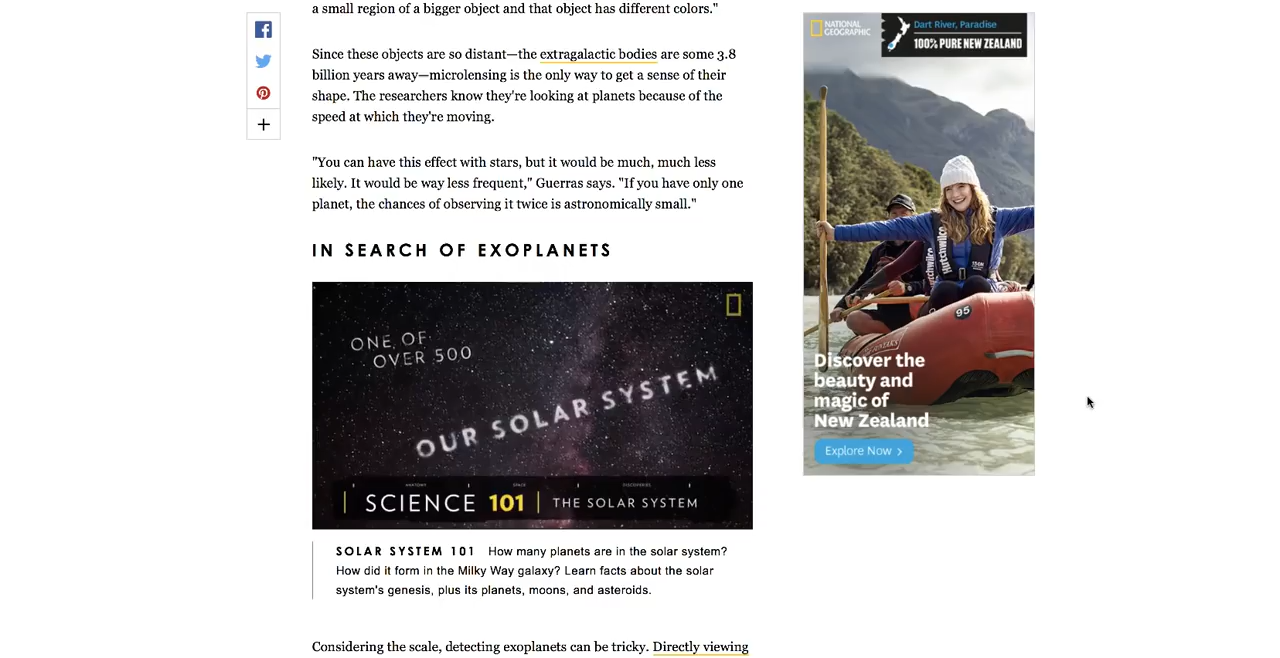 a small region of a bigger object and that object has different colors."
Since these objects are so distant—the extragalactic bodies are some 3.8
billion years away—microlensing is the only way to get a sense of their
shape. The researchers know they're looking at planets because of the
speed at which they're moving.
"You can have this effect with stars, but it would be much, much less
likely. It would be way less frequent," Guerras says. "If you have only one
planet, the chances of observing it twice is astronomically small."
IN SEARCH OF EXOPLANETS
ONE OF
OVER 500
OUR SOLAR SYSTEM
ANATOMY SPACE DISCOVERIES
SCIENCE 101 THE SOLAR SYSTEM
SOLAR SYSTEM 101 How many planets are in the solar system?
How did it form in the Milky Way galaxy? Learn facts about the solar
system's genesis, plus its planets, moons, and asteroids.
Considering the scale, detecting exoplanets can be tricky. Directly viewing
NATIONAL
GEOGRAPHIC
Dart River, Paradise
100% PURE NEW ZEALAND
Hutchwilco
Hutchwilco
95
Discover the
beauty and
magic of
New Zealand
Explore Now >